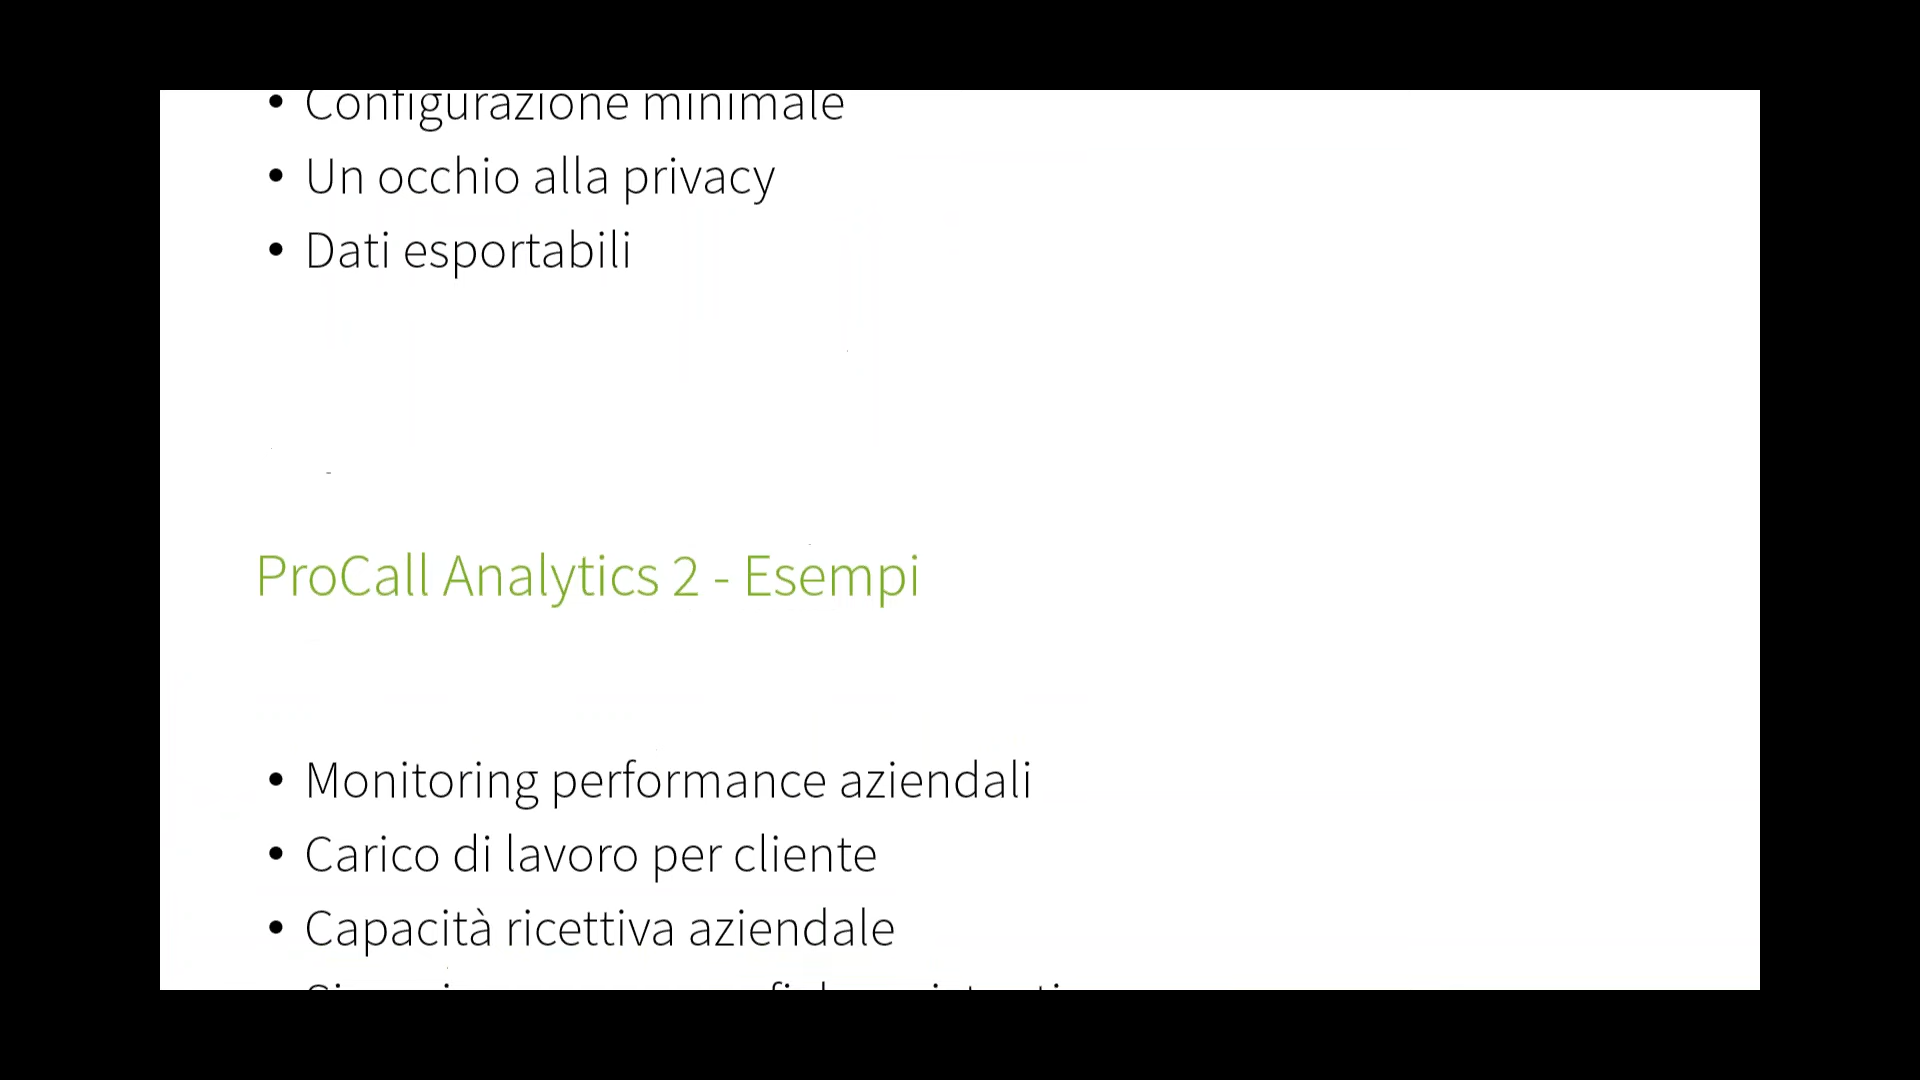 • Configurazione minimale
• Un occhio alla privacy
• Dati esportabili
ProCall Analytics 2 - Esempi
• Monitoring performance aziendali
• Carico di lavoro per cliente
• Capacità ricettiva aziendale